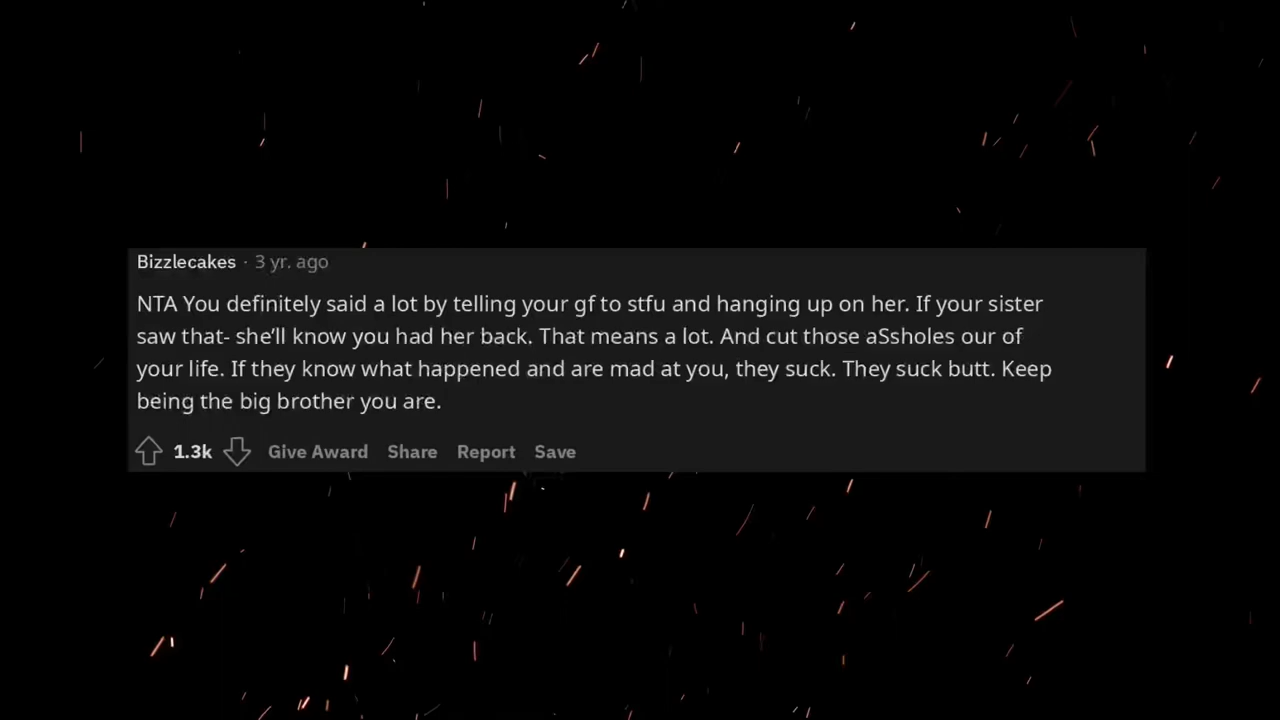 Bizzlecakes · 3 yr. ago
NTA You definitely said a lot by telling your gf to stfu and hanging up on her. If your sister
saw that- she’ll know you had her back. That means a lot. And cut those aSsholes our of
your life. If they know what happened and are mad at you, they suck. They suck butt. Keep
being the big brother you are.
1.3k Give Award Share Report Save